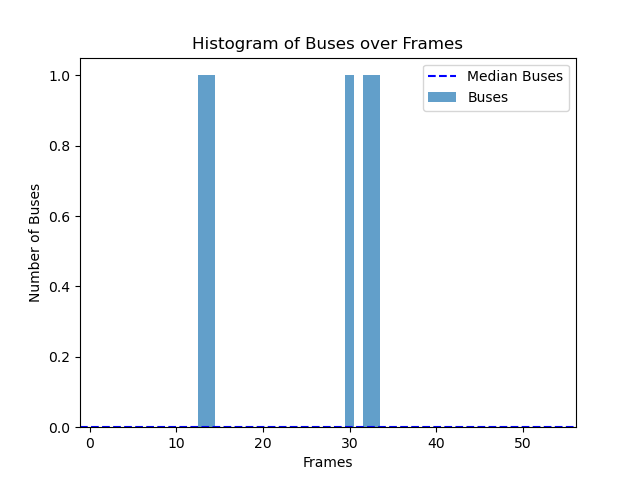 Histogram of Buses over Frames
Median Buses
Buses
1.0
0.8
0.6
0.4
0.2
0.0
Number of Buses
0 10 20 30 40 50
Frames